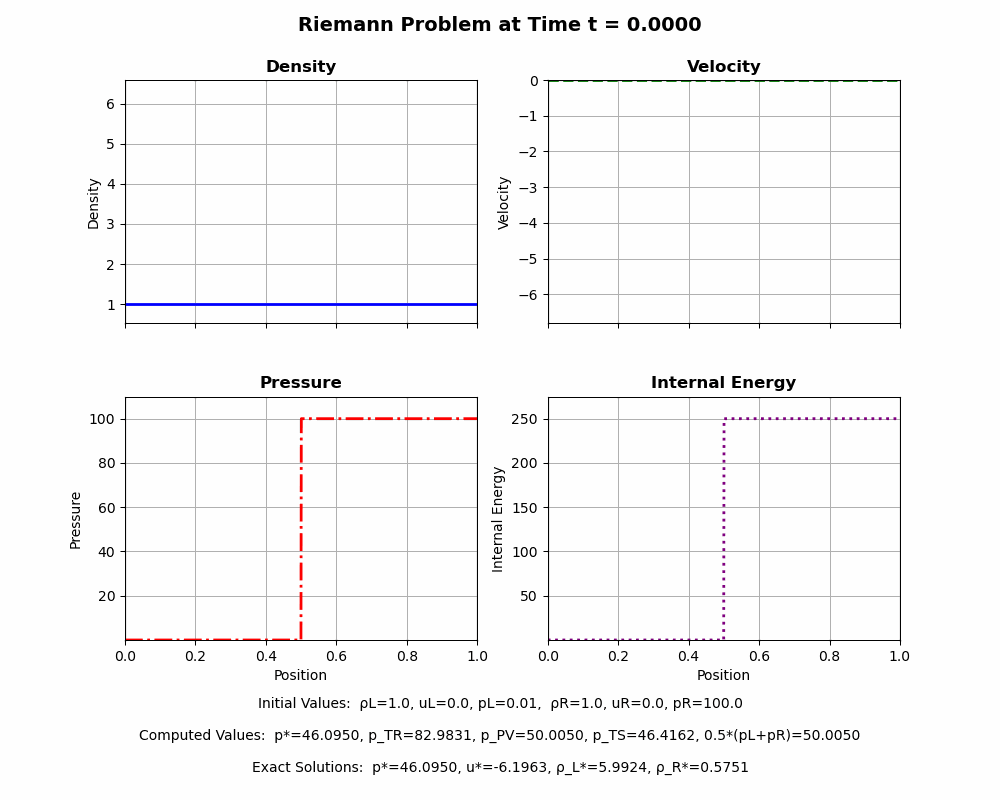 Riemann Problem at Time t = 0.0000
Density
Density
6
5
4
3
2
1
Velocity
Velocity
0
−1
−2
−3
−4
−5
−6
Pressure
Pressure
100
80
60
40
20
0.0 0.2 0.4 0.6 0.8 1.0
Position
Internal Energy
Internal Energy
250
200
150
100
50
0.0 0.2 0.4 0.6 0.8 1.0
Position
Initial Values:  ρL=1.0, uL=0.0, pL=0.01,  ρR=1.0, uR=0.0, pR=100.0
Computed Values:  p*=46.0950, p_TR=82.9831, p_PV=50.0050, p_TS=46.4162, 0.5*(pL+pR)=50.0050
Exact Solutions:  p*=46.0950, u*=-6.1963, ρ_L*=5.9924, ρ_R*=0.5751